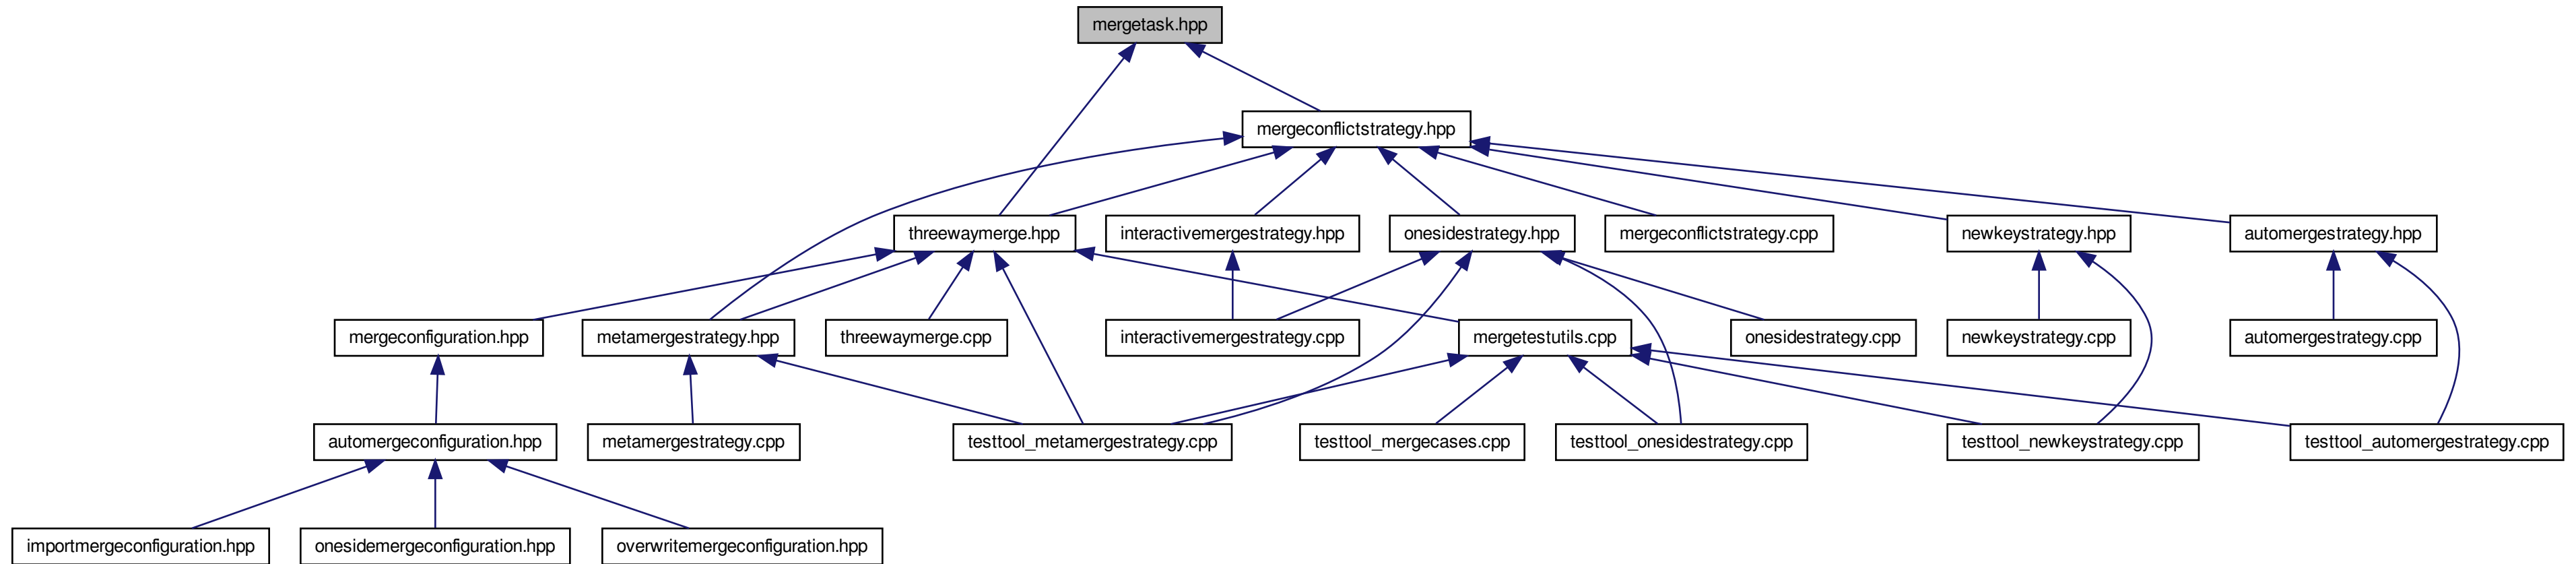 mergetask.hpp
mergeconflictstrategy.hpp
threewaymerge.hpp
interactivemergestrategy.hpp
onesidestrategy.hpp
mergeconflictstrategy.cpp
newkeystrategy.hpp
automergestrategy.hpp
mergeconfiguration.hpp
metamergestrategy.hpp
threewaymerge.cpp
interactivemergestrategy.cpp
mergetestutils.cpp
onesidestrategy.cpp
newkeystrategy.cpp
automergestrategy.cpp
automergeconfiguration.hpp
metamergestrategy.cpp
testtool_metamergestrategy.cpp
testtool_mergecases.cpp
testtool_onesidestrategy.cpp
testtool_newkeystrategy.cpp
testtool_automergestrategy.cpp
importmergeconfiguration.hpp
onesidemergeconfiguration.hpp
overwritemergeconfiguration.hpp